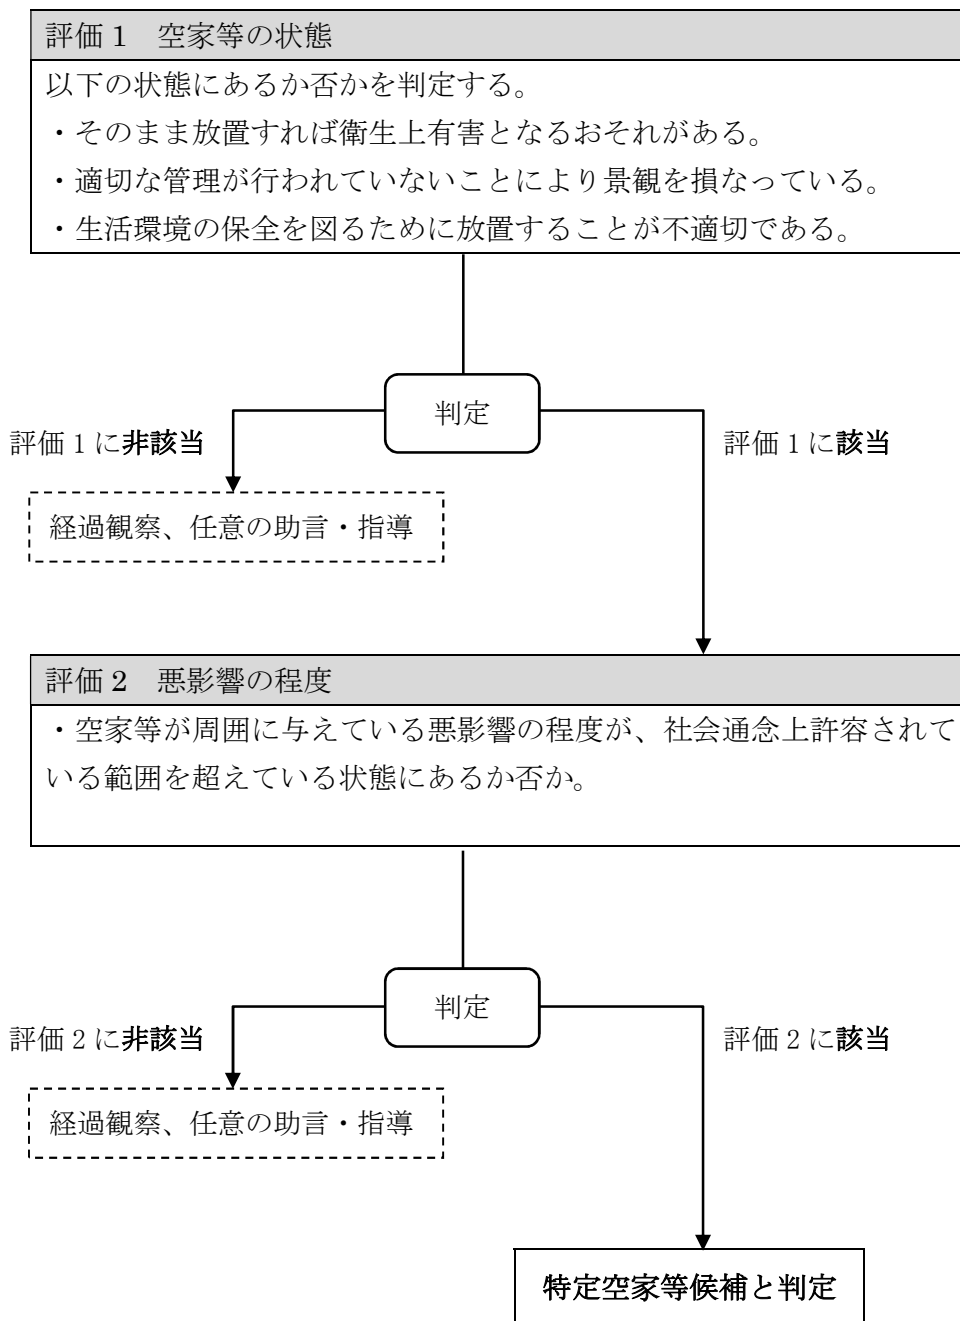 評価 1　空家等の状態
以下の状態にあるか否かを判定する。
・そのまま放置すれば衛生上有害となるおそれがある。
・適切な管理が行われていないことにより景観を損なっている。
・生活環境の保全を図るために放置することが不適切である。
判定
評価 1 に非該当
評価 1 に該当
経過観察、任意の助言・指導
評価 2　悪影響の程度
・空家等が周囲に与えている悪影響の程度が、社会通念上許容されて
いる範囲を超えている状態にあるか否か。
判定
評価 2 に非該当
評価 2 に該当
経過観察、任意の助言・指導
特定空家等候補と判定